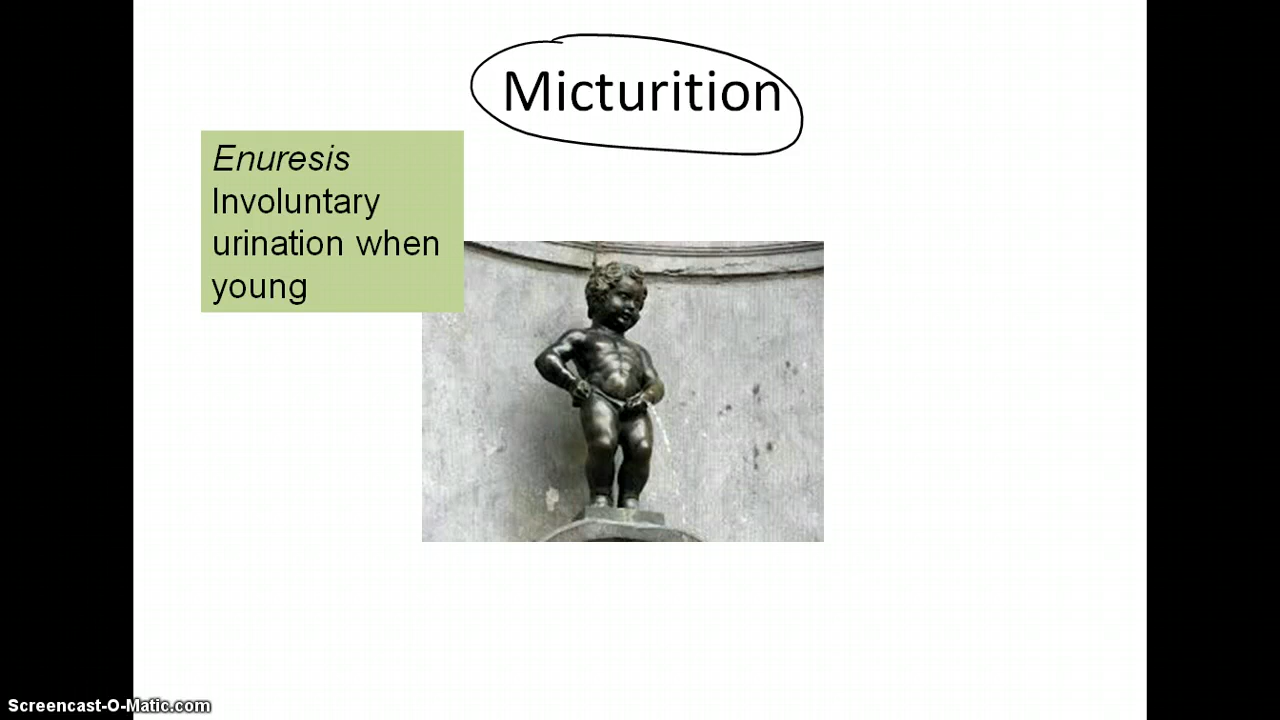 Micturition
Enuresis
Involuntary
urination when
young
Screencast-O-Matic.com